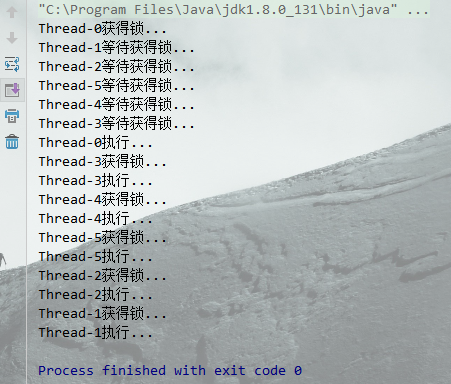 "C:\Program Files\Java\jdk1.8.0_131\bin\java" ...
Thread-0获得锁...
Thread-1等待获得锁...
Thread-2等待获得锁...
Thread-5等待获得锁...
Thread-4等待获得锁...
Thread-3等待获得锁...
Thread-0执行...
Thread-3获得锁...
Thread-3执行...
Thread-4获得锁...
Thread-4执行...
Thread-5获得锁...
Thread-5执行...
Thread-2获得锁...
Thread-2执行...
Thread-1获得锁...
Thread-1执行...
Process finished with exit code 0